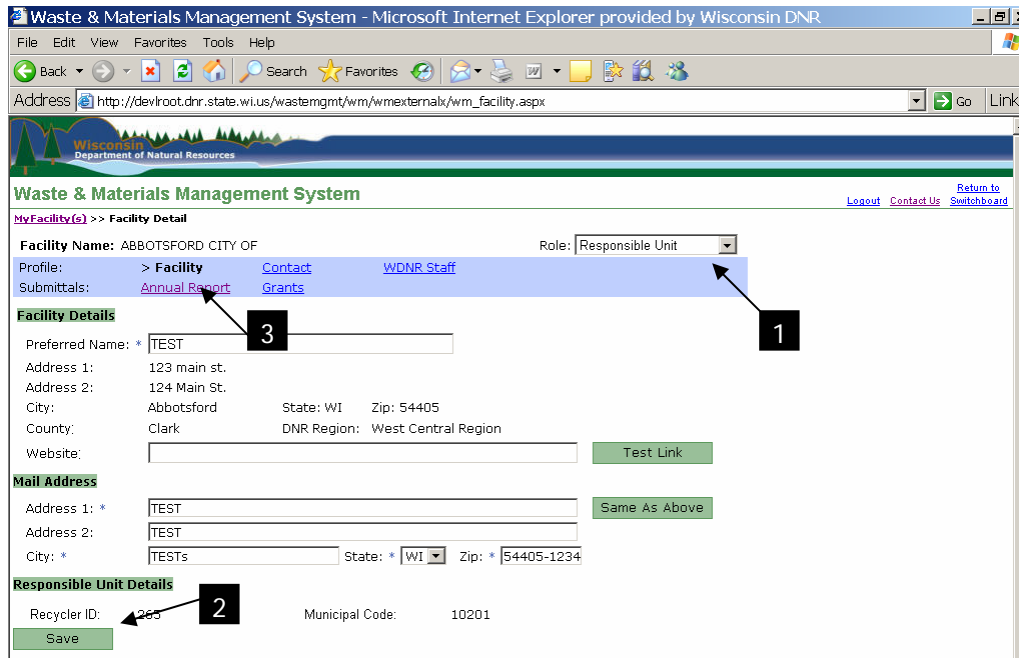 Waste & Materials Management System - Microsoft Internet Explorer provided by Wisconsin DNR
File Edit View Favorites Tools Help
Back Search Favorites
Address http://devlroot.dnr.state.wi.us/wastemgmt/wm/wmexternalx/wm_facility.aspx Go Link
Wisconsin
Department of Natural Resources
Waste & Materials Management System Logout Contact Us Return to Switchboard
MyFacility(s) >> Facility Detail
Facility Name: ABBOTSFORD CITY OF Role: Responsible Unit
Profile: > Facility Contact WDNR Staff
Submittals: Annual Report Grants
Facility Details
3 1
Preferred Name: * TEST
Address 1: 123 main st.
Address 2: 124 Main St.
City: Abbotsford State: WI Zip: 54405
County: Clark DNR Region: West Central Region
Website: Test Link
Mail Address
Address 1: * TEST Same As Above
Address 2: TEST
City: * TESTs State: * WI Zip: * 54405-1234
Responsible Unit Details
2
Recycler ID: 265 Municipal Code: 10201
Save